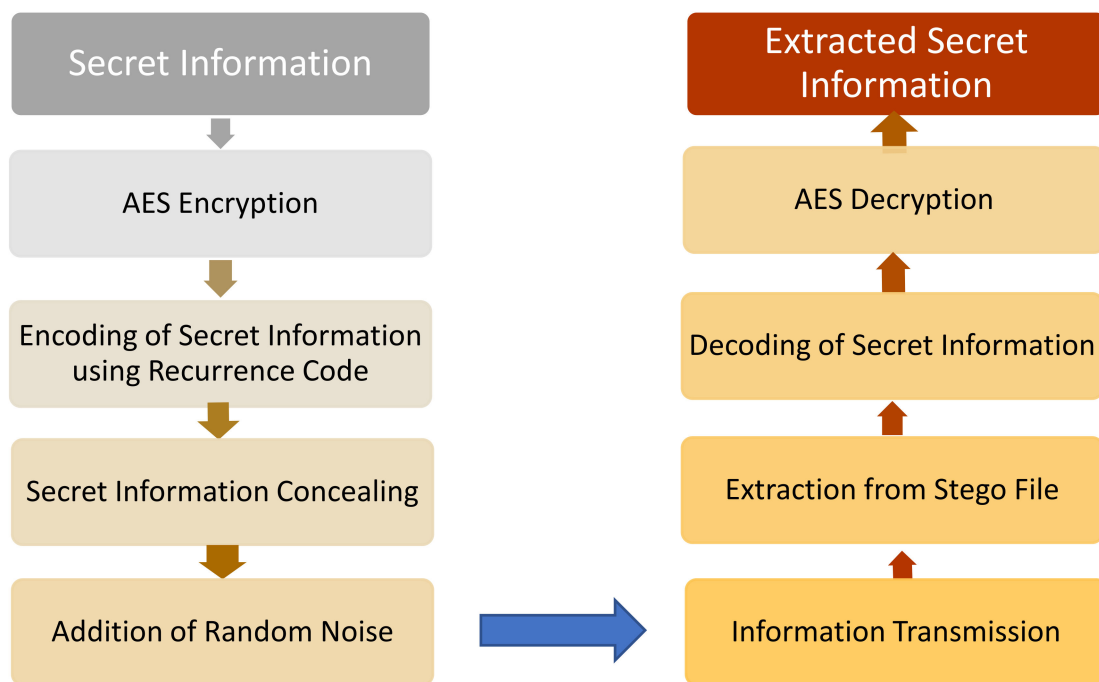 Secret Information
AES Encryption
Encoding of Secret Information
using Recurrence Code
Secret Information Concealing
Addition of Random Noise
Extracted Secret
Information
AES Decryption
Decoding of Secret Information
Extraction from Stego File
Information Transmission